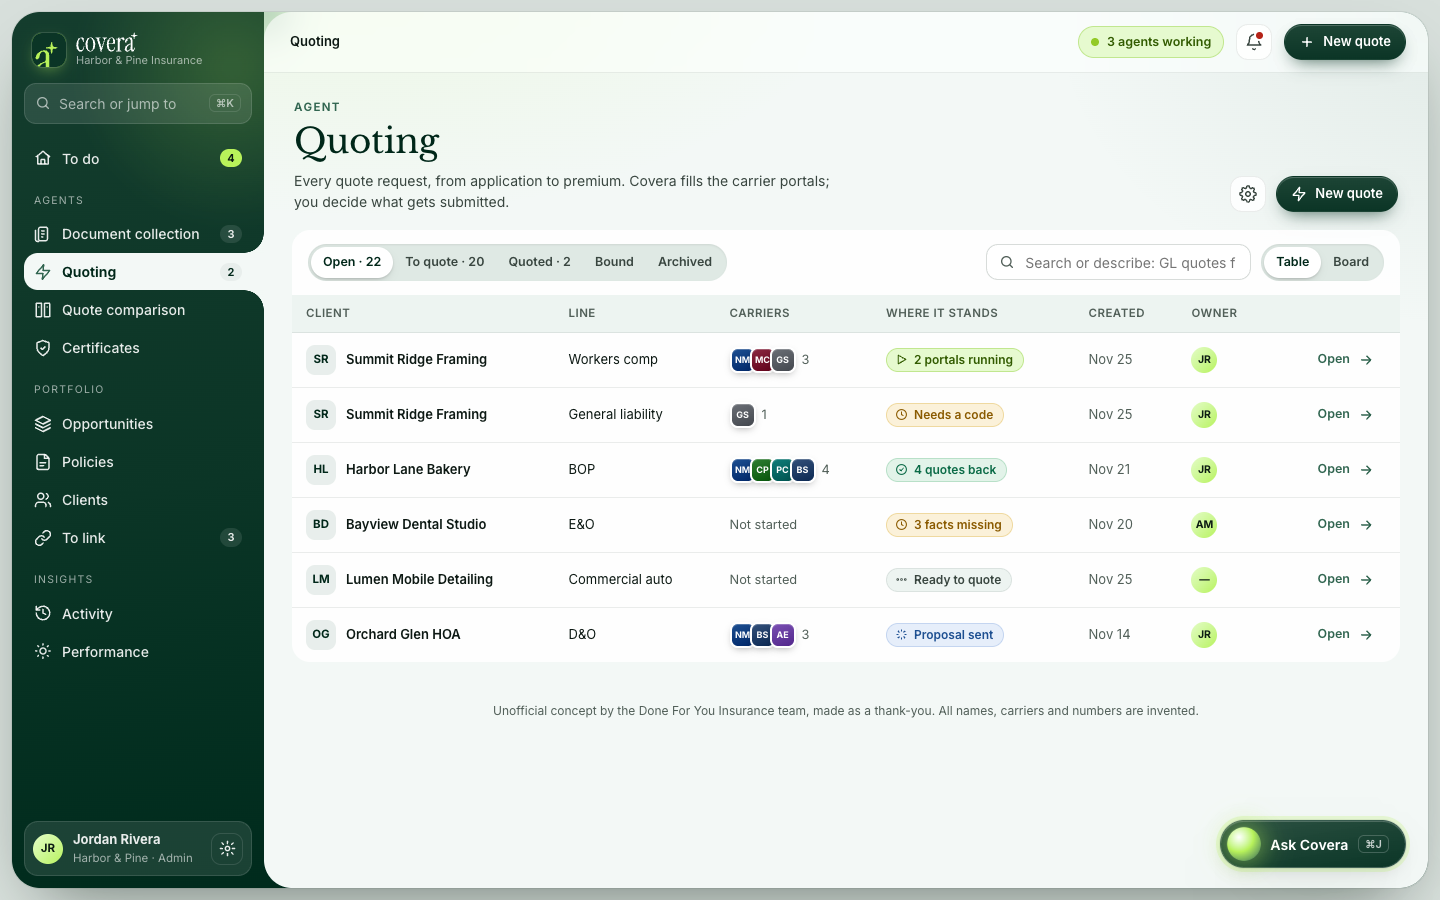 covera
Harbor & Pine Insurance
Search or jump to ⌘K
To do 4
AGENTS
Document collection 3
Quoting 2
Quote comparison
Certificates
PORTFOLIO
Opportunities
Policies
Clients
To link 3
INSIGHTS
Activity
Performance
JR Jordan Rivera
Harbor & Pine · Admin
Quoting
3 agents working
New quote
AGENT
Quoting
Every quote request, from application to premium. Covera fills the carrier portals;
you decide what gets submitted.
New quote
Open · 22 To quote · 20 Quoted · 2 Bound Archived
Search or describe: GL quotes f
Table Board
CLIENT LINE CARRIERS WHERE IT STANDS CREATED OWNER
SR Summit Ridge Framing Workers comp NM MC GS 3 2 portals running Nov 25 JR Open →
SR Summit Ridge Framing General liability GS 1 Needs a code Nov 25 JR Open →
HL Harbor Lane Bakery BOP NM CP PC BS 4 4 quotes back Nov 21 JR Open →
BD Bayview Dental Studio E&O Not started 3 facts missing Nov 20 AM Open →
LM Lumen Mobile Detailing Commercial auto Not started Ready to quote Nov 25 — Open →
OG Orchard Glen HOA D&O NM BS AE 3 Proposal sent Nov 14 JR Open →
Unofficial concept by the Done For You Insurance team, made as a thank-you. All names, carriers and numbers are invented.
Ask Covera ⌘J